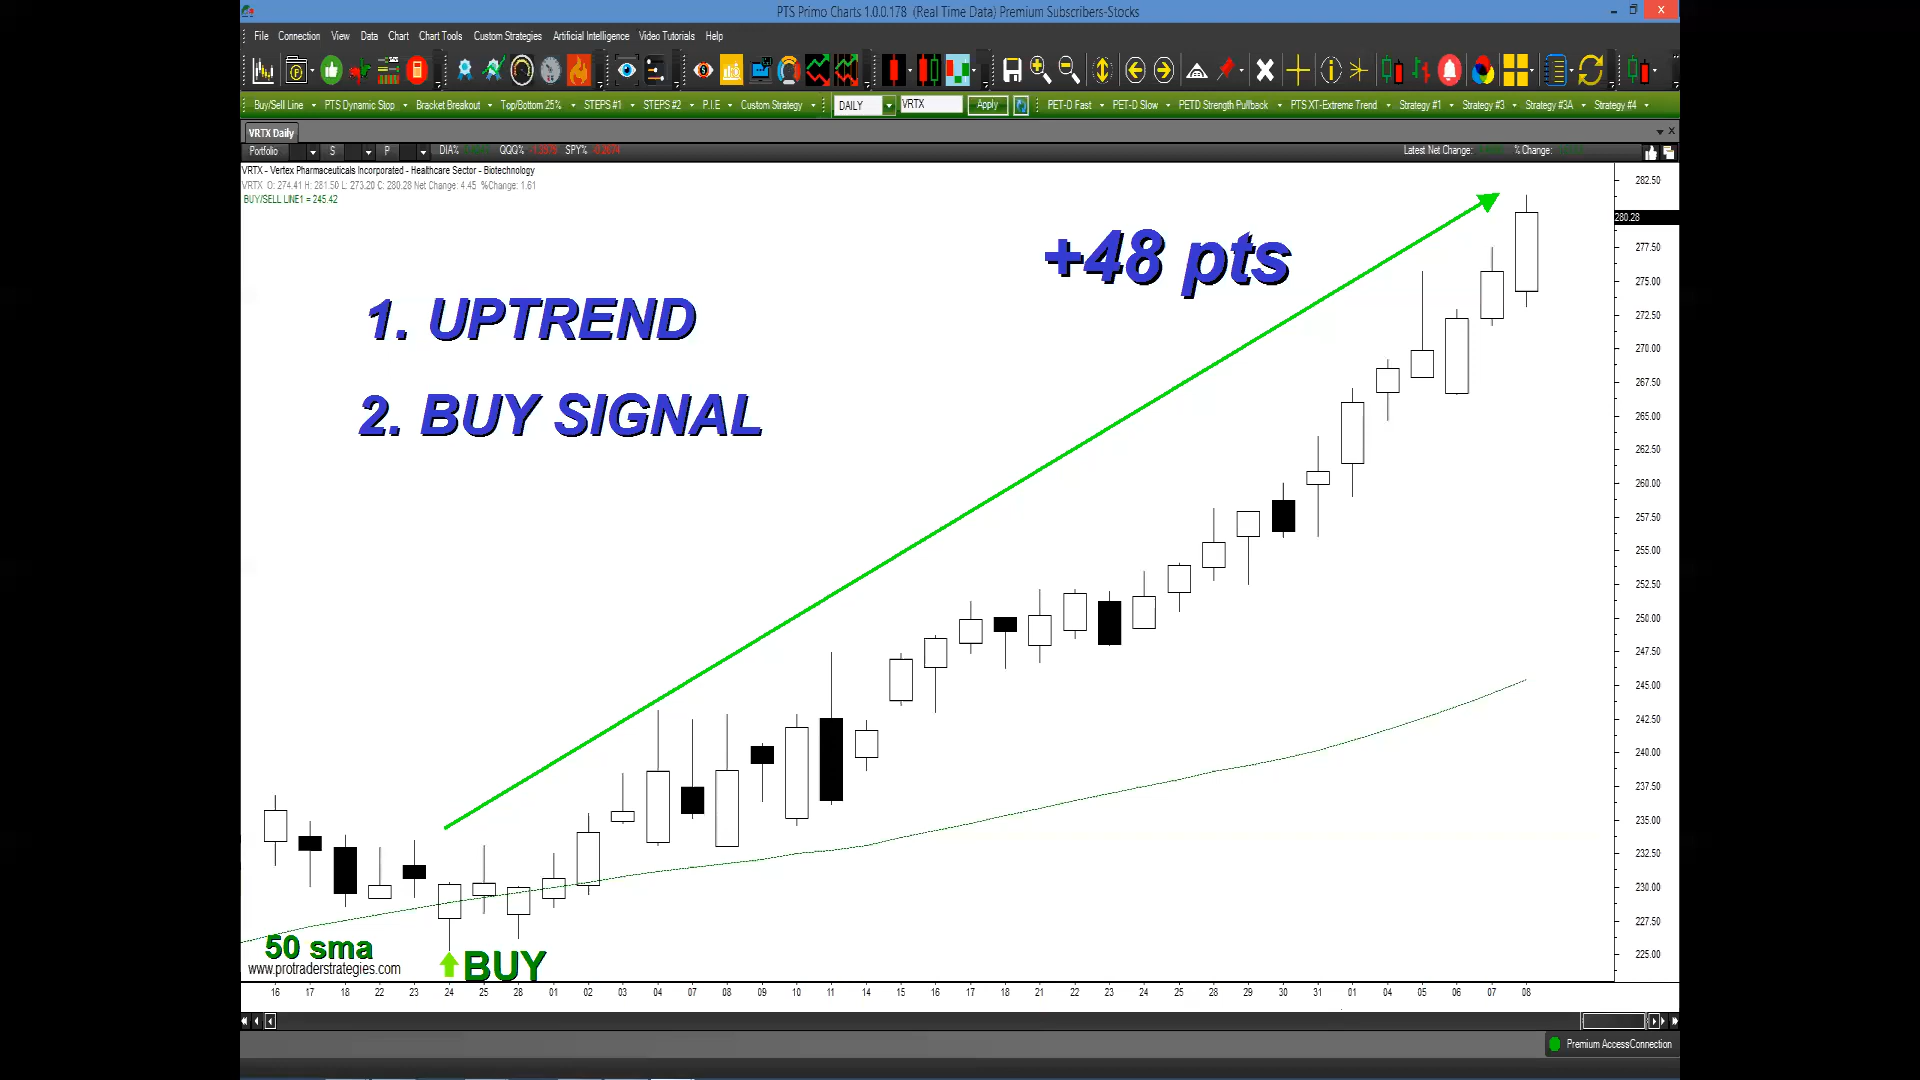 PTS Primo Charts 1.0.0.178 (Real Time Data) Premium Subscribers-Stocks
File Connection View Data Chart Chart Tools Custom Strategies Artificial Intelligence Video Tutorials Help
Buy/Sell Line PTS Dynamic Stop Bracket Breakout Top/Bottom 25% STEPS #1 STEPS #2 P.I.E Custom Strategy DAILY VRTX Apply PET-D Fast PET-D Slow PETD Strength Pullback PTS XT-Extreme Trend Strategy #1 Strategy #3 Strategy #3A Strategy #4
VRTX Daily
Portfolio S P DIA% QQQ% SPY% Latest Net Change: % Change:
VRTX - Vertex Pharmaceuticals Incorporated - Healthcare Sector - Biotechnology
VRTX O: 274.41 H: 281.50 L: 273.20 C: 280.28 Net Change: 4.45 %Change: 1.61
BUY/SELL LINE1 = 245.42
+48 pts
1. UPTREND
2. BUY SIGNAL
282.50
280.28
277.50
275.00
272.50
270.00
267.50
265.00
262.50
260.00
257.50
255.00
252.50
250.00
247.50
245.00
242.50
240.00
237.50
235.00
232.50
230.00
227.50
225.00
50 sma
www.protraderstrategies.com
BUY
16 17 18 22 23 24 25 28 01 02 03 04 07 08 09 10 11 14 15 16 17 18 21 22 23 24 25 28 29 30 31 01 04 05 06 07 08
Premium AccessConnection